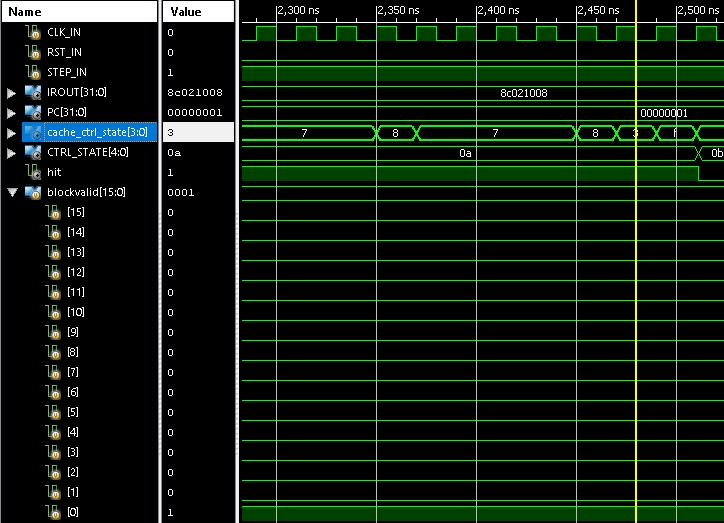 Name Value 2,300 ns 2,350 ns 2,400 ns 2,450 ns 2,500 ns
CLK_IN 0
RST_IN 0
STEP_IN 1
IROUT[31:0] 8c021008 8c021008
PC[31:0] 00000001 00000001
cache_ctrl_state[3:0] 3 7 8 7 8 3 f
CTRL_STATE[4:0] 0a 0a 0b
hit 1
blockvalid[15:0] 0001
[15] 0
[14] 0
[13] 0
[12] 0
[11] 0
[10] 0
[9] 0
[8] 0
[7] 0
[6] 0
[5] 0
[4] 0
[3] 0
[2] 0
[1] 0
[0] 1